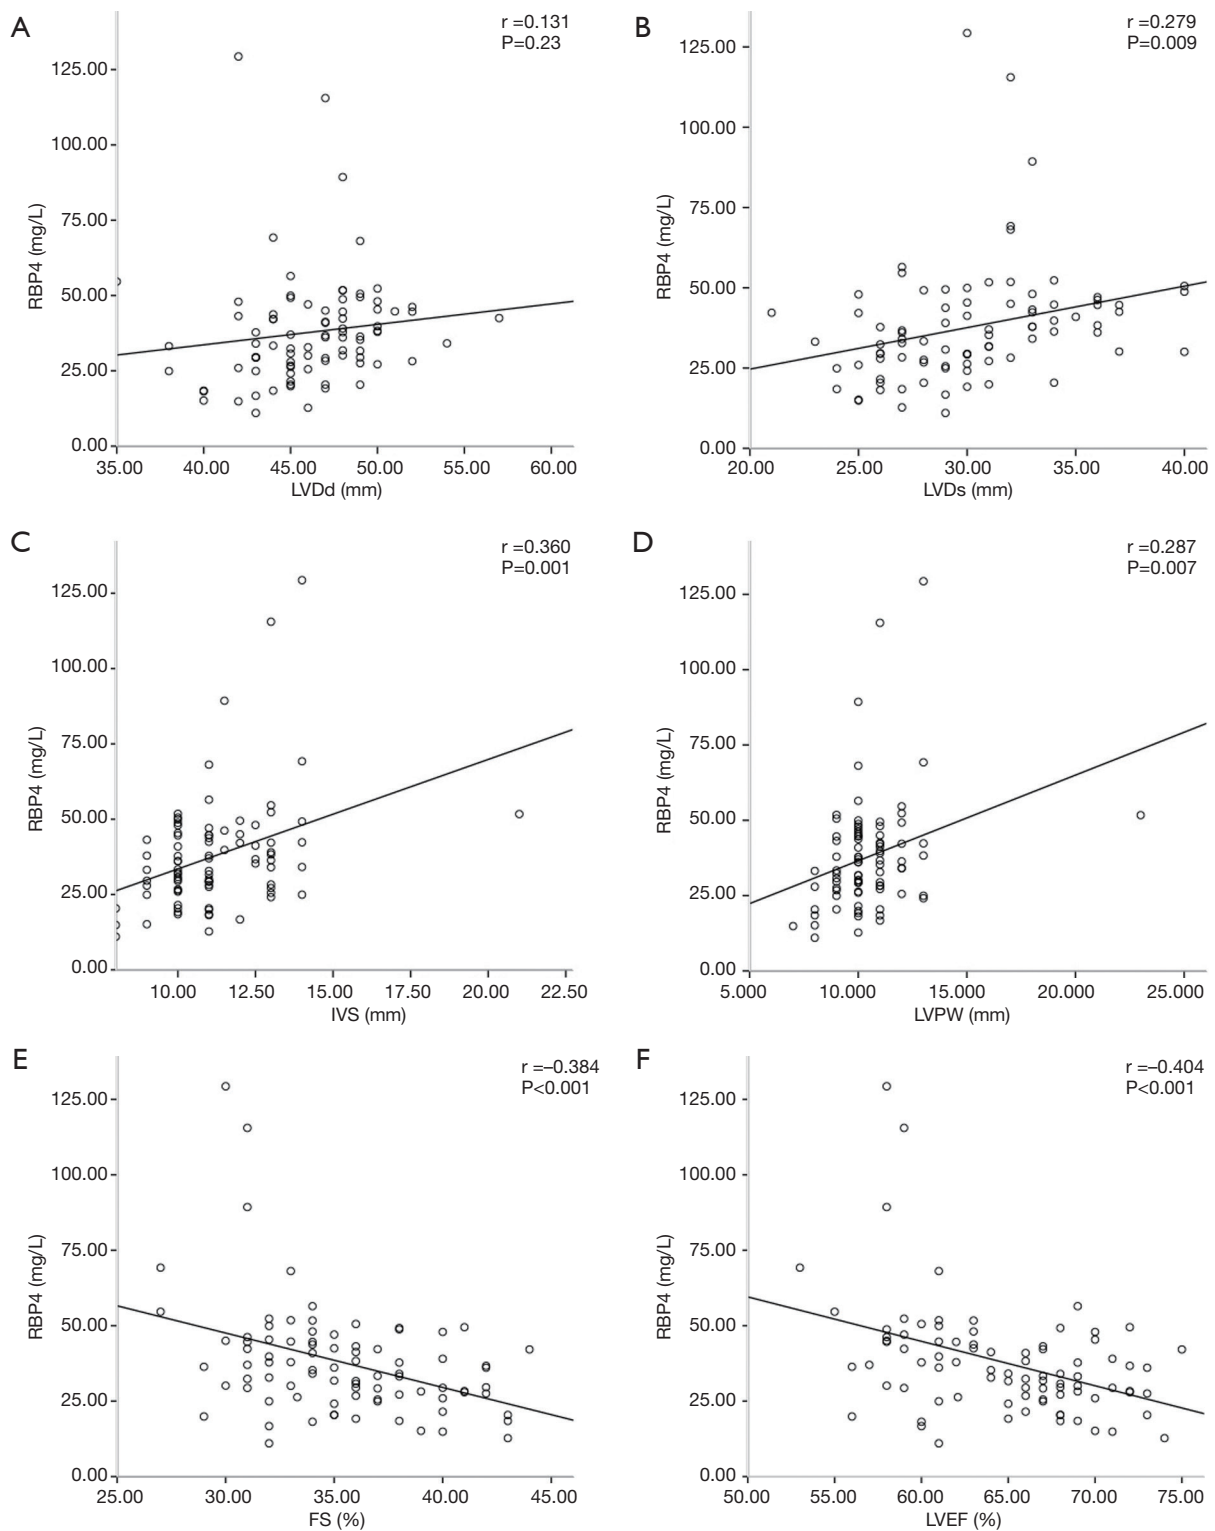 A
r =0.131
P=0.23
125.00
100.00
75.00
50.00
25.00
0.00
RBP4 (mg/L)
35.00 40.00 45.00 50.00 55.00 60.00
LVDd (mm)
B
r =0.279
P=0.009
125.00
100.00
75.00
50.00
25.00
0.00
RBP4 (mg/L)
20.00 25.00 30.00 35.00 40.00
LVDs (mm)
C
r =0.360
P=0.001
125.00
100.00
75.00
50.00
25.00
0.00
RBP4 (mg/L)
10.00 12.50 15.00 17.50 20.00 22.50
IVS (mm)
D
r =0.287
P=0.007
125.00
100.00
75.00
50.00
25.00
0.00
RBP4 (mg/L)
5.000 10.000 15.000 20.000 25.000
LVPW (mm)
E
r =–0.384
P<0.001
125.00
100.00
75.00
50.00
25.00
0.00
RBP4 (mg/L)
25.00 30.00 35.00 40.00 45.00
FS (%)
F
r =–0.404
P<0.001
125.00
100.00
75.00
50.00
25.00
0.00
RBP4 (mg/L)
50.00 55.00 60.00 65.00 70.00 75.00
LVEF (%)